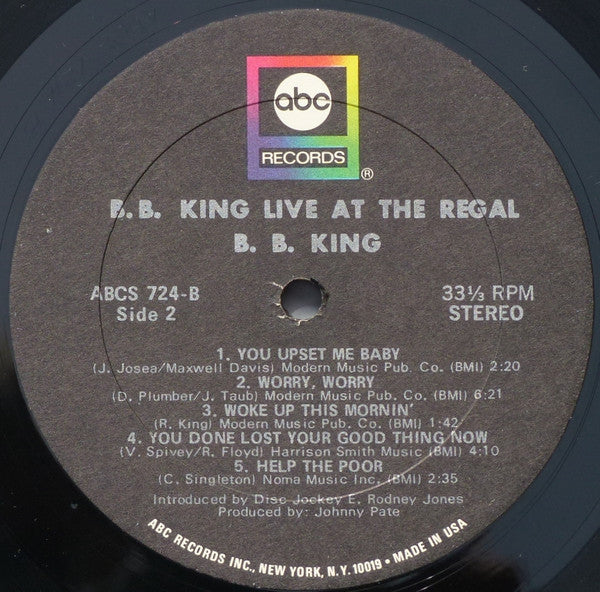 abc
RECORDS
®
B.B. KING LIVE AT THE REGAL
B. B. KING
ABCS 724-B 33⅓ RPM
Side 2 STEREO
1. YOU UPSET ME BABY
(J. Josea/Maxwell Davis) Modern Music Pub. Co. (BMI) 2:20
2. WORRY, WORRY
(D. Plumber/J. Taub) Modern Music Pub. Co. (BMI) 6:21
3. WOKE UP THIS MORNIN'
(R. King) Modern Music Pub. Co. (BMI) 1:42
4. YOU DONE LOST YOUR GOOD THING NOW
(V. Spivey/R. Floyd) Harrison Smith Music (BMI) 4:10
5. HELP THE POOR
(C. Singleton) Noma Music Inc. (BMI) 2:35
Introduced by Disc Jockey E. Rodney Jones
Produced by: Johnny Pate
ABC RECORDS INC., NEW YORK, N.Y. 10019 • MADE IN USA